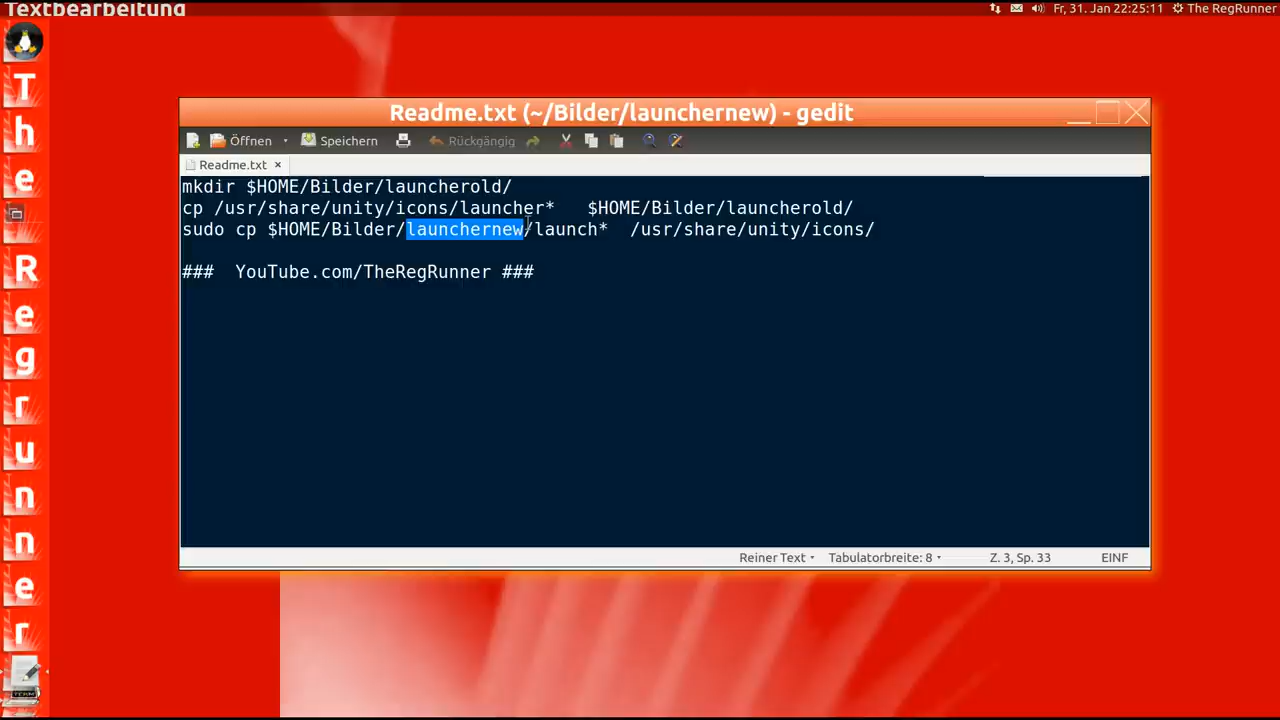 Textbearbeitung
Fr, 31. Jan 22:25:11 The RegRunner
T
h
e
R
e
g
r
u
n
n
e
r
Readme.txt (~/Bilder/launchernew) - gedit
Öffnen Speichern Rückgängig
Readme.txt ×
mkdir $HOME/Bilder/launcherold/
cp /usr/share/unity/icons/launcher* $HOME/Bilder/launcherold/
sudo cp $HOME/Bilder/launchernew/launch* /usr/share/unity/icons/
### YouTube.com/TheRegRunner ###
Reiner Text Tabulatorbreite: 8 Z. 3, Sp. 33 EINF
TERM